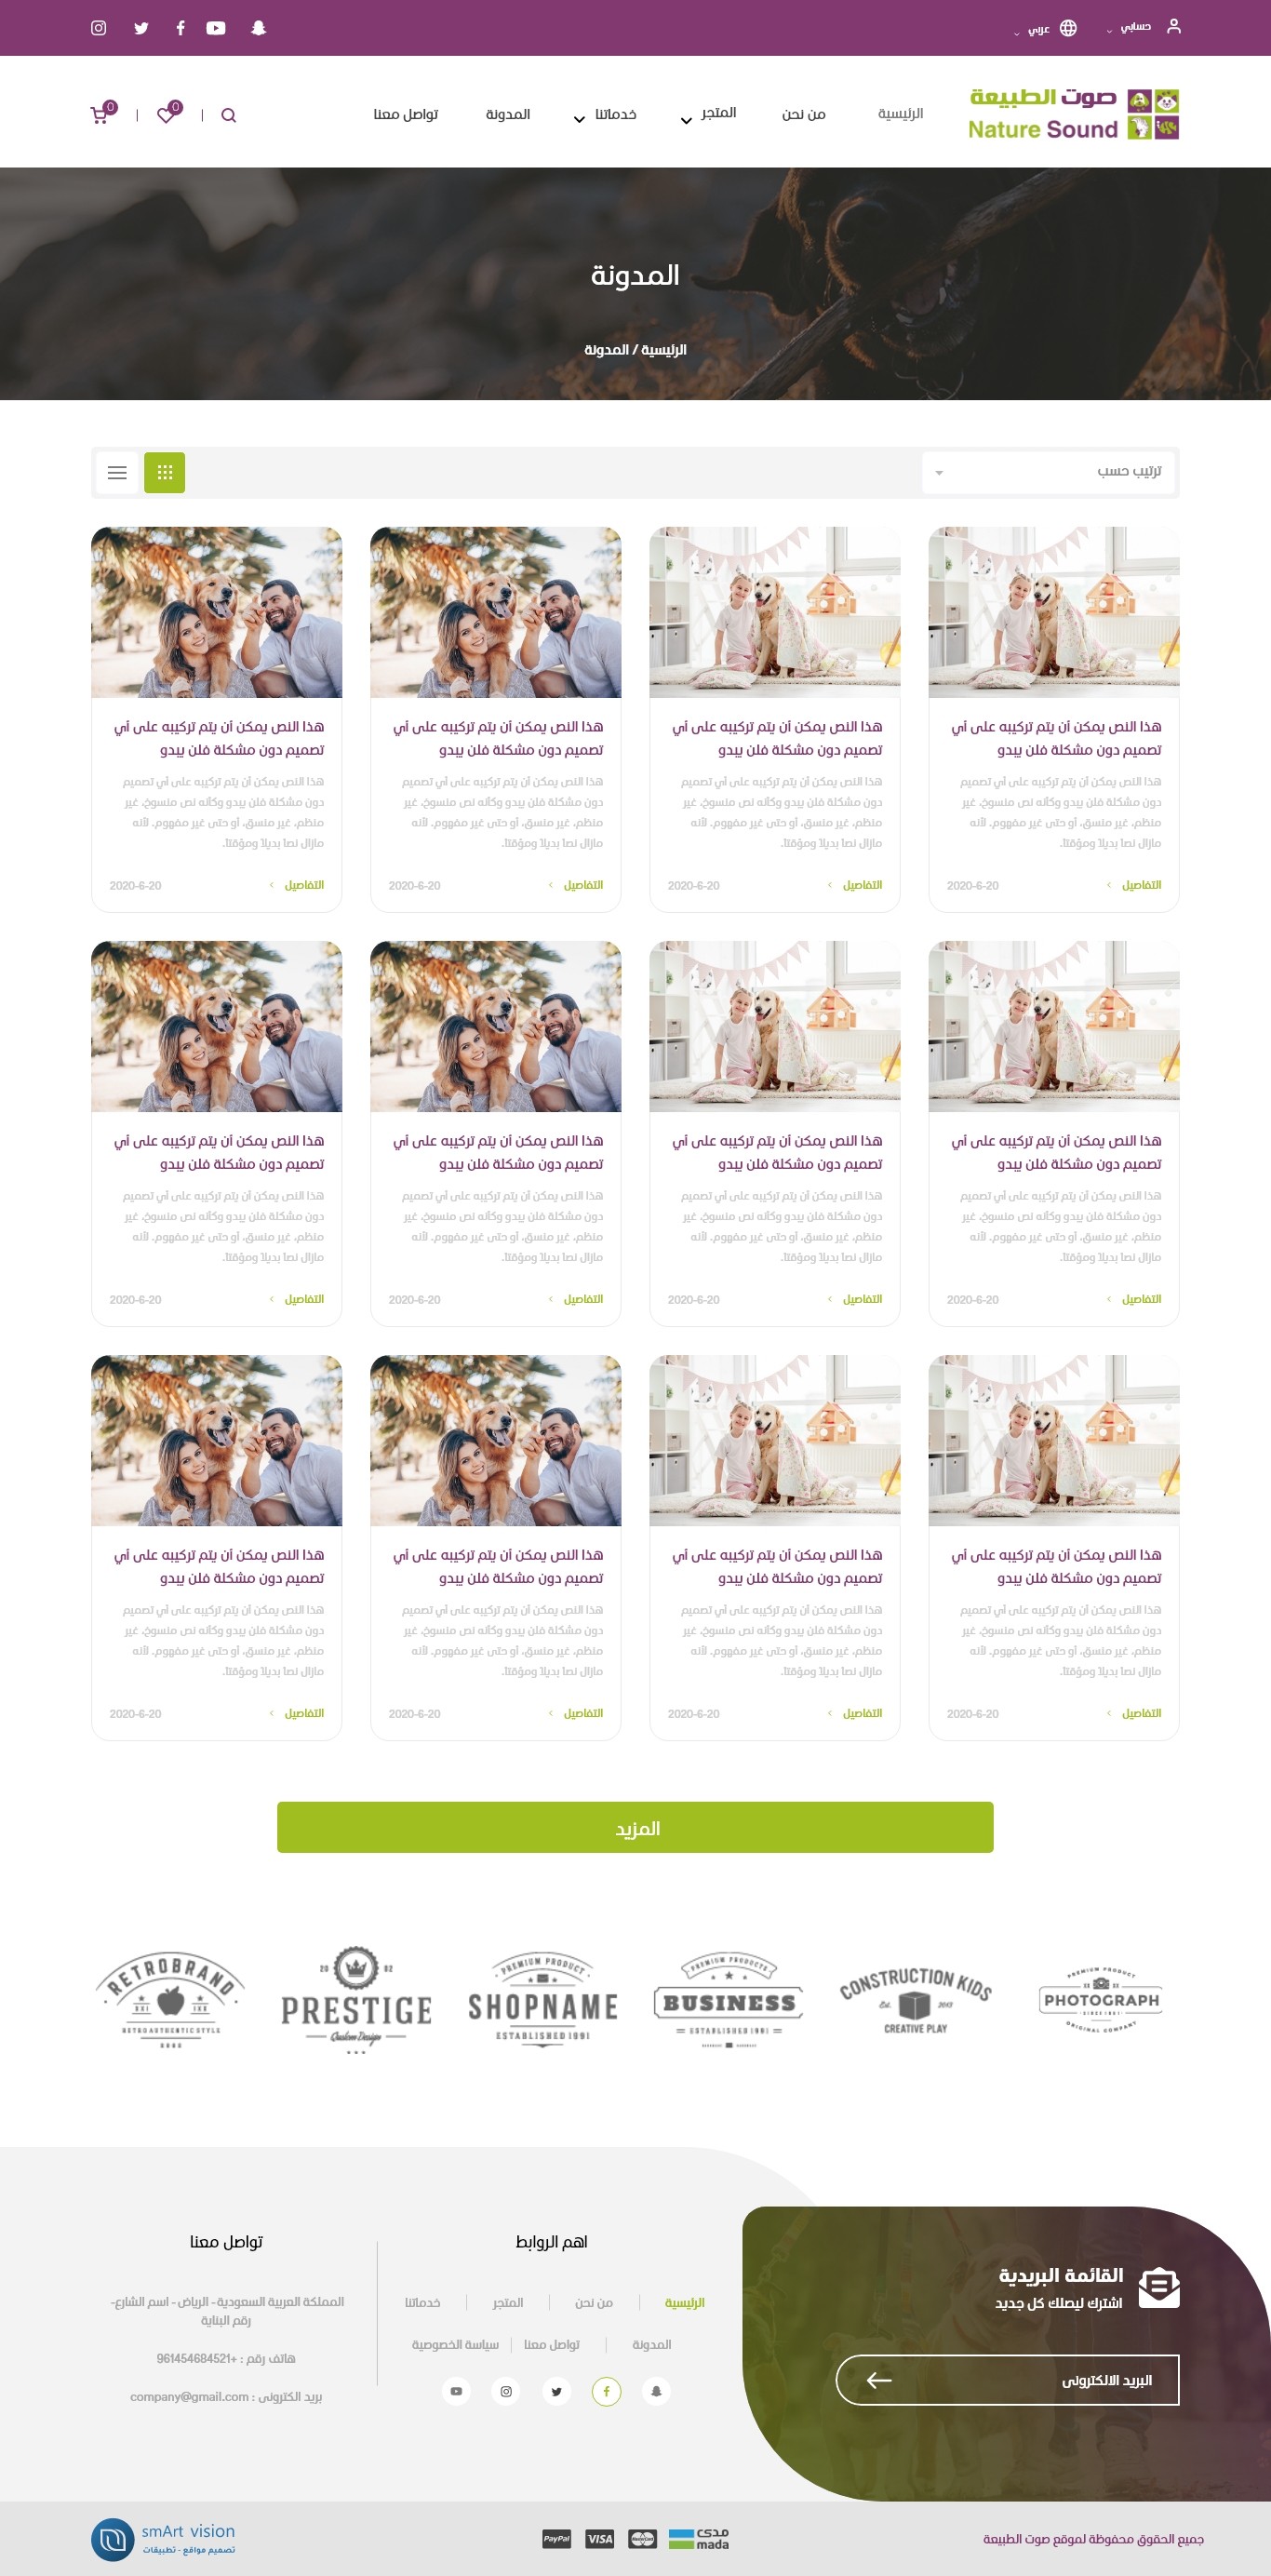 حسابي
عربي
صوت الطبيعة
Nature Sound
الرئيسية
من نحن
المتجر
خدماتنا
المدونة
تواصل معنا
0
0
المدونة
الرئيسية / المدونة
ترتيب حسب
هذا النص يمكن أن يتم تركيبه على أي
تصميم دون مشكلة فلن يبدو
هذا النص يمكن أن يتم تركيبه على أي تصميم
دون مشكلة فلن يبدو وكأنه نص منسوخ، غير
منظم، غير منسق، أو حتى غير مفهوم. لأنه
مازال نصاً بديلاً ومؤقتاً.
التفاصيل
2020-6-20
هذا النص يمكن أن يتم تركيبه على أي
تصميم دون مشكلة فلن يبدو
هذا النص يمكن أن يتم تركيبه على أي تصميم
دون مشكلة فلن يبدو وكأنه نص منسوخ، غير
منظم، غير منسق، أو حتى غير مفهوم. لأنه
مازال نصاً بديلاً ومؤقتاً.
التفاصيل
2020-6-20
هذا النص يمكن أن يتم تركيبه على أي
تصميم دون مشكلة فلن يبدو
هذا النص يمكن أن يتم تركيبه على أي تصميم
دون مشكلة فلن يبدو وكأنه نص منسوخ، غير
منظم، غير منسق، أو حتى غير مفهوم. لأنه
مازال نصاً بديلاً ومؤقتاً.
التفاصيل
2020-6-20
هذا النص يمكن أن يتم تركيبه على أي
تصميم دون مشكلة فلن يبدو
هذا النص يمكن أن يتم تركيبه على أي تصميم
دون مشكلة فلن يبدو وكأنه نص منسوخ، غير
منظم، غير منسق، أو حتى غير مفهوم. لأنه
مازال نصاً بديلاً ومؤقتاً.
التفاصيل
2020-6-20
هذا النص يمكن أن يتم تركيبه على أي
تصميم دون مشكلة فلن يبدو
هذا النص يمكن أن يتم تركيبه على أي تصميم
دون مشكلة فلن يبدو وكأنه نص منسوخ، غير
منظم، غير منسق، أو حتى غير مفهوم. لأنه
مازال نصاً بديلاً ومؤقتاً.
التفاصيل
2020-6-20
هذا النص يمكن أن يتم تركيبه على أي
تصميم دون مشكلة فلن يبدو
هذا النص يمكن أن يتم تركيبه على أي تصميم
دون مشكلة فلن يبدو وكأنه نص منسوخ، غير
منظم، غير منسق، أو حتى غير مفهوم. لأنه
مازال نصاً بديلاً ومؤقتاً.
التفاصيل
2020-6-20
هذا النص يمكن أن يتم تركيبه على أي
تصميم دون مشكلة فلن يبدو
هذا النص يمكن أن يتم تركيبه على أي تصميم
دون مشكلة فلن يبدو وكأنه نص منسوخ، غير
منظم، غير منسق، أو حتى غير مفهوم. لأنه
مازال نصاً بديلاً ومؤقتاً.
التفاصيل
2020-6-20
هذا النص يمكن أن يتم تركيبه على أي
تصميم دون مشكلة فلن يبدو
هذا النص يمكن أن يتم تركيبه على أي تصميم
دون مشكلة فلن يبدو وكأنه نص منسوخ، غير
منظم، غير منسق، أو حتى غير مفهوم. لأنه
مازال نصاً بديلاً ومؤقتاً.
التفاصيل
2020-6-20
هذا النص يمكن أن يتم تركيبه على أي
تصميم دون مشكلة فلن يبدو
هذا النص يمكن أن يتم تركيبه على أي تصميم
دون مشكلة فلن يبدو وكأنه نص منسوخ، غير
منظم، غير منسق، أو حتى غير مفهوم. لأنه
مازال نصاً بديلاً ومؤقتاً.
التفاصيل
2020-6-20
هذا النص يمكن أن يتم تركيبه على أي
تصميم دون مشكلة فلن يبدو
هذا النص يمكن أن يتم تركيبه على أي تصميم
دون مشكلة فلن يبدو وكأنه نص منسوخ، غير
منظم، غير منسق، أو حتى غير مفهوم. لأنه
مازال نصاً بديلاً ومؤقتاً.
التفاصيل
2020-6-20
هذا النص يمكن أن يتم تركيبه على أي
تصميم دون مشكلة فلن يبدو
هذا النص يمكن أن يتم تركيبه على أي تصميم
دون مشكلة فلن يبدو وكأنه نص منسوخ، غير
منظم، غير منسق، أو حتى غير مفهوم. لأنه
مازال نصاً بديلاً ومؤقتاً.
التفاصيل
2020-6-20
هذا النص يمكن أن يتم تركيبه على أي
تصميم دون مشكلة فلن يبدو
هذا النص يمكن أن يتم تركيبه على أي تصميم
دون مشكلة فلن يبدو وكأنه نص منسوخ، غير
منظم، غير منسق، أو حتى غير مفهوم. لأنه
مازال نصاً بديلاً ومؤقتاً.
التفاصيل
2020-6-20
المزيد
PREMIUM PRODUCT
PHOTOGRAPH
SINCE 1991
ORIGINAL COMPANY
CONSTRUCTION KIDS
Est. 2013
CREATIVE PLAY
PREMIUM PRODUCTS
BUSINESS
ESTABLISHED 1991
PREMIUM PRODUCT
SHOPNAME
ESTABLISHED 1991
20 02
PRESTIGE
Custom Design
RETROBRAND
RETRO AUTHENTIC STYLE
القائمة البريدية
اشترك ليصلك كل جديد
البريد الالكترونى
اهم الروابط
الرئيسية
من نحن
المتجر
خدماتنا
المدونة
تواصل معنا
سياسة الخصوصية
تواصل معنا
المملكة العربية السعودية - الرياض - اسم الشارع-
رقم البناية
هاتف رقم : +961454684521
بريد الكترونى : company@gmail.com
جميع الحقوق محفوظة لموقع صوت الطبيعة
مدى
mada
MasterCard
VISA
PayPal
smArt vision
تصميم مواقع - تطبيقات